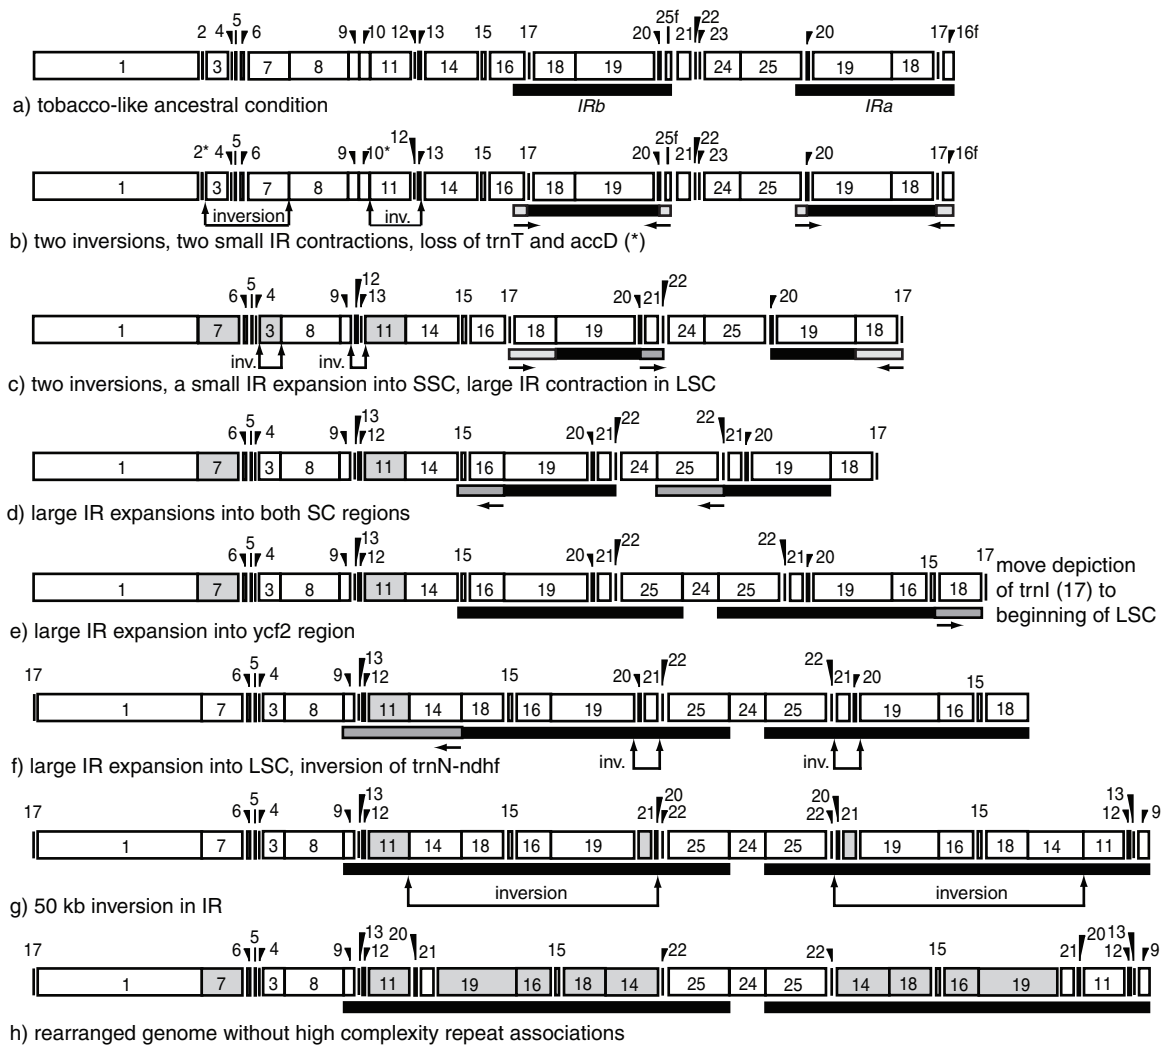 2 4 5 6 9 10 12 13 15 17 20 25f 21 22 23 20 17 16f
1 3 7 8 11 14 16 18 19 24 25 19 18
IRb IRa
a) tobacco-like ancestral condition
2* 4 5 6 9 10* 12 13 15 17 20 25f 21 22 23 20 17 16f
1 3 7 8 11 14 16 18 19 24 25 19 18
inversion inv.
b) two inversions, two small IR contractions, loss of trnT and accD (*)
6 5 4 9 12 13 15 17 20 21 22 20 17
1 7 3 8 11 14 16 18 19 24 25 19 18
inv. inv.
c) two inversions, a small IR expansion into SSC, large IR contraction in LSC
6 5 4 9 13 12 15 20 21 22 22 21 20 17
1 7 3 8 11 14 16 19 24 25 19 18
d) large IR expansions into both SC regions
6 5 4 9 13 12 15 20 21 22 22 21 20 15 17
1 7 3 8 11 14 16 19 25 24 25 19 16 18
move depiction
of trnI (17) to
beginning of LSC
e) large IR expansion into ycf2 region
17 6 5 4 9 13 12 15 20 21 22 22 21 20 15
1 7 3 8 11 14 18 16 19 25 24 25 19 16 18
inv. inv.
f) large IR expansion into LSC, inversion of trnN-ndhf
17 6 5 4 9 13 12 15 21 20 22 20 22 21 15 13 12 9
1 7 3 8 11 14 18 16 19 25 24 25 19 16 18 14 11
inversion inversion
g) 50 kb inversion in IR
17 6 5 4 9 13 12 20 21 15 22 22 15 21 20 13 12 9
1 7 3 8 11 19 16 18 14 25 24 25 14 18 16 19 11
h) rearranged genome without high complexity repeat associations